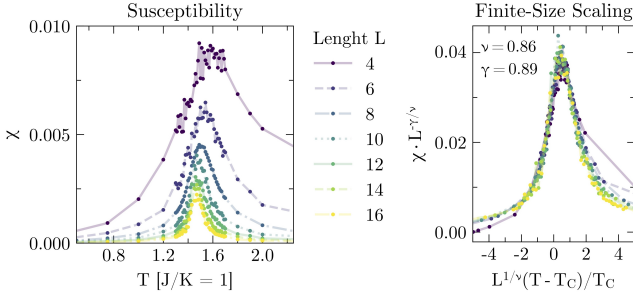 Susceptibility
0.010
0.005
0.000
χ
0.8
1.2
1.6
2.0
T [J/K = 1]
Lenght L
4
6
8
10
12
14
16
Finite-Size Scaling
ν = 0.86
γ = 0.89
0.04
0.02
0.00
χ · L^-γ/ν
-4
-2
0
2
4
L^1/ν(T - T_C)/T_C